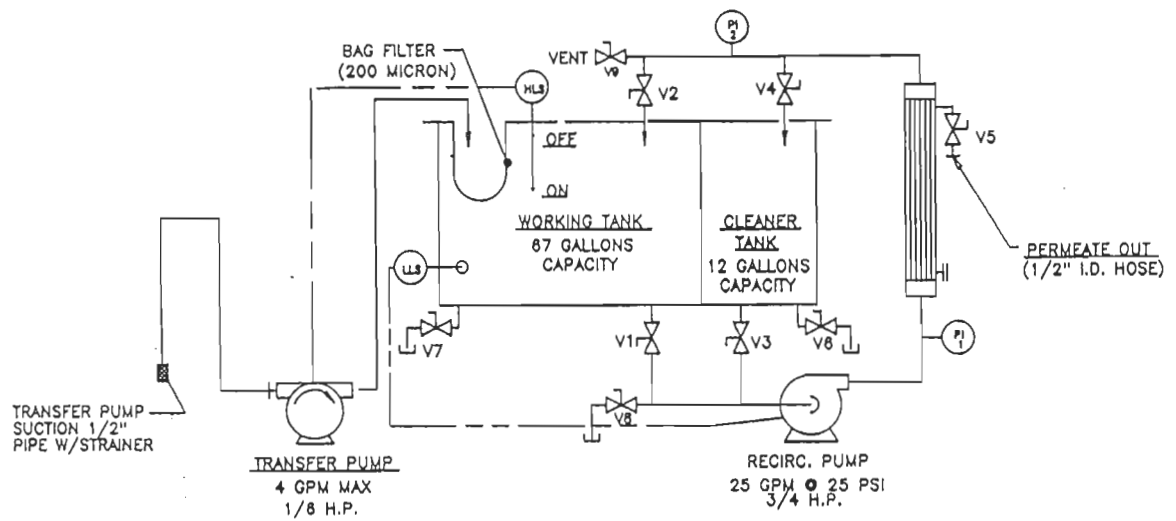 PI
2
BAG FILTER
(200 MICRON)
VENT
V9
HLS
V2
V4
V5
OFF
ON
WORKING TANK
67 GALLONS
CAPACITY
CLEANER
TANK
12 GALLONS
CAPACITY
PERMEATE OUT
(1/2" I.D. HOSE)
LLS
V7
V1
V3
V6
PI
1
V8
TRANSFER PUMP
SUCTION 1/2"
PIPE W/STRAINER
TRANSFER PUMP
4 GPM MAX
1/6 H.P.
RECIRC. PUMP
25 GPM @ 25 PSI
3/4 H.P.